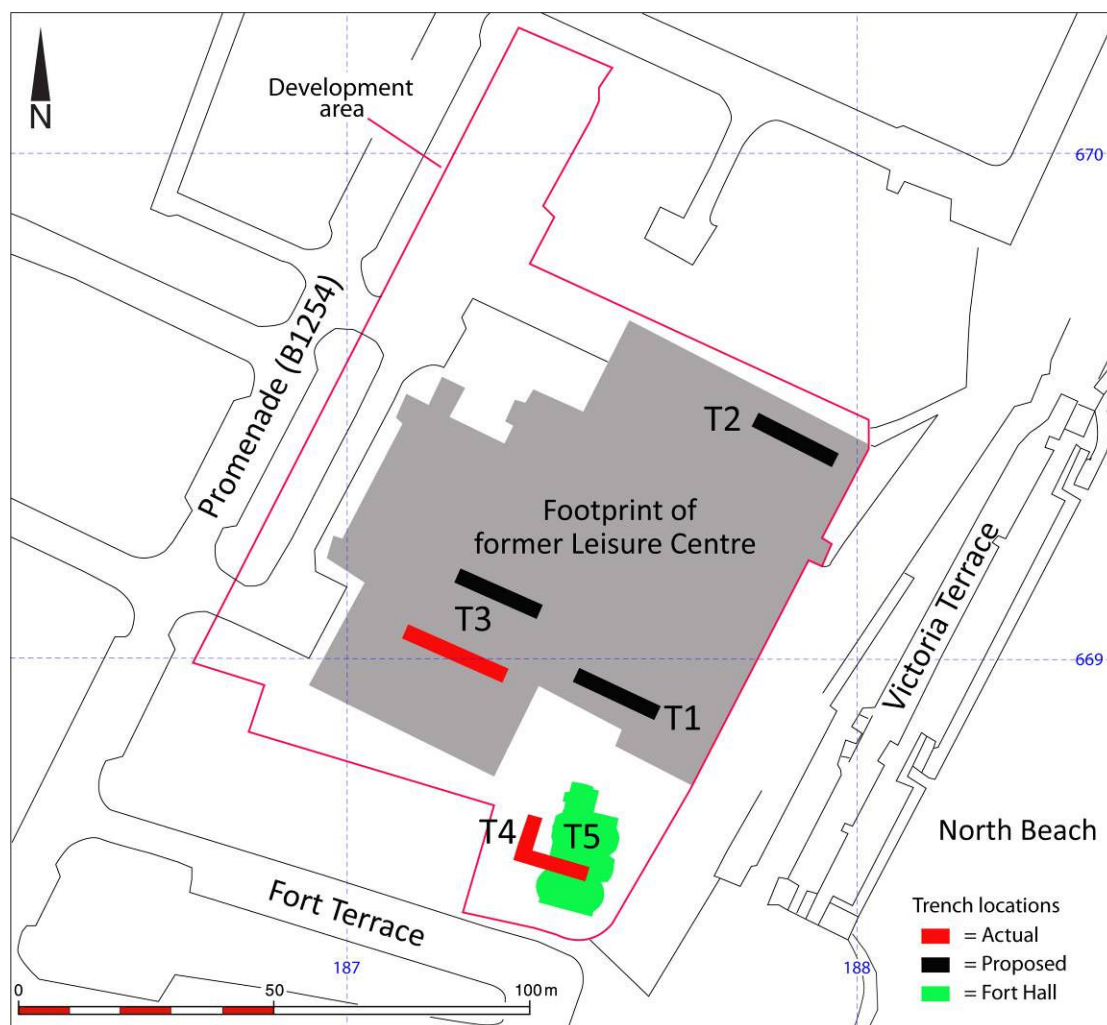 N
Development
area
670
Promenade (B1254)
T2
Footprint of
former Leisure Centre
T3
669
T1
Victoria Terrace
T4
T5
North Beach
Fort Terrace
Trench locations
= Actual
= Proposed
= Fort Hall
187
188
0 50 100 m